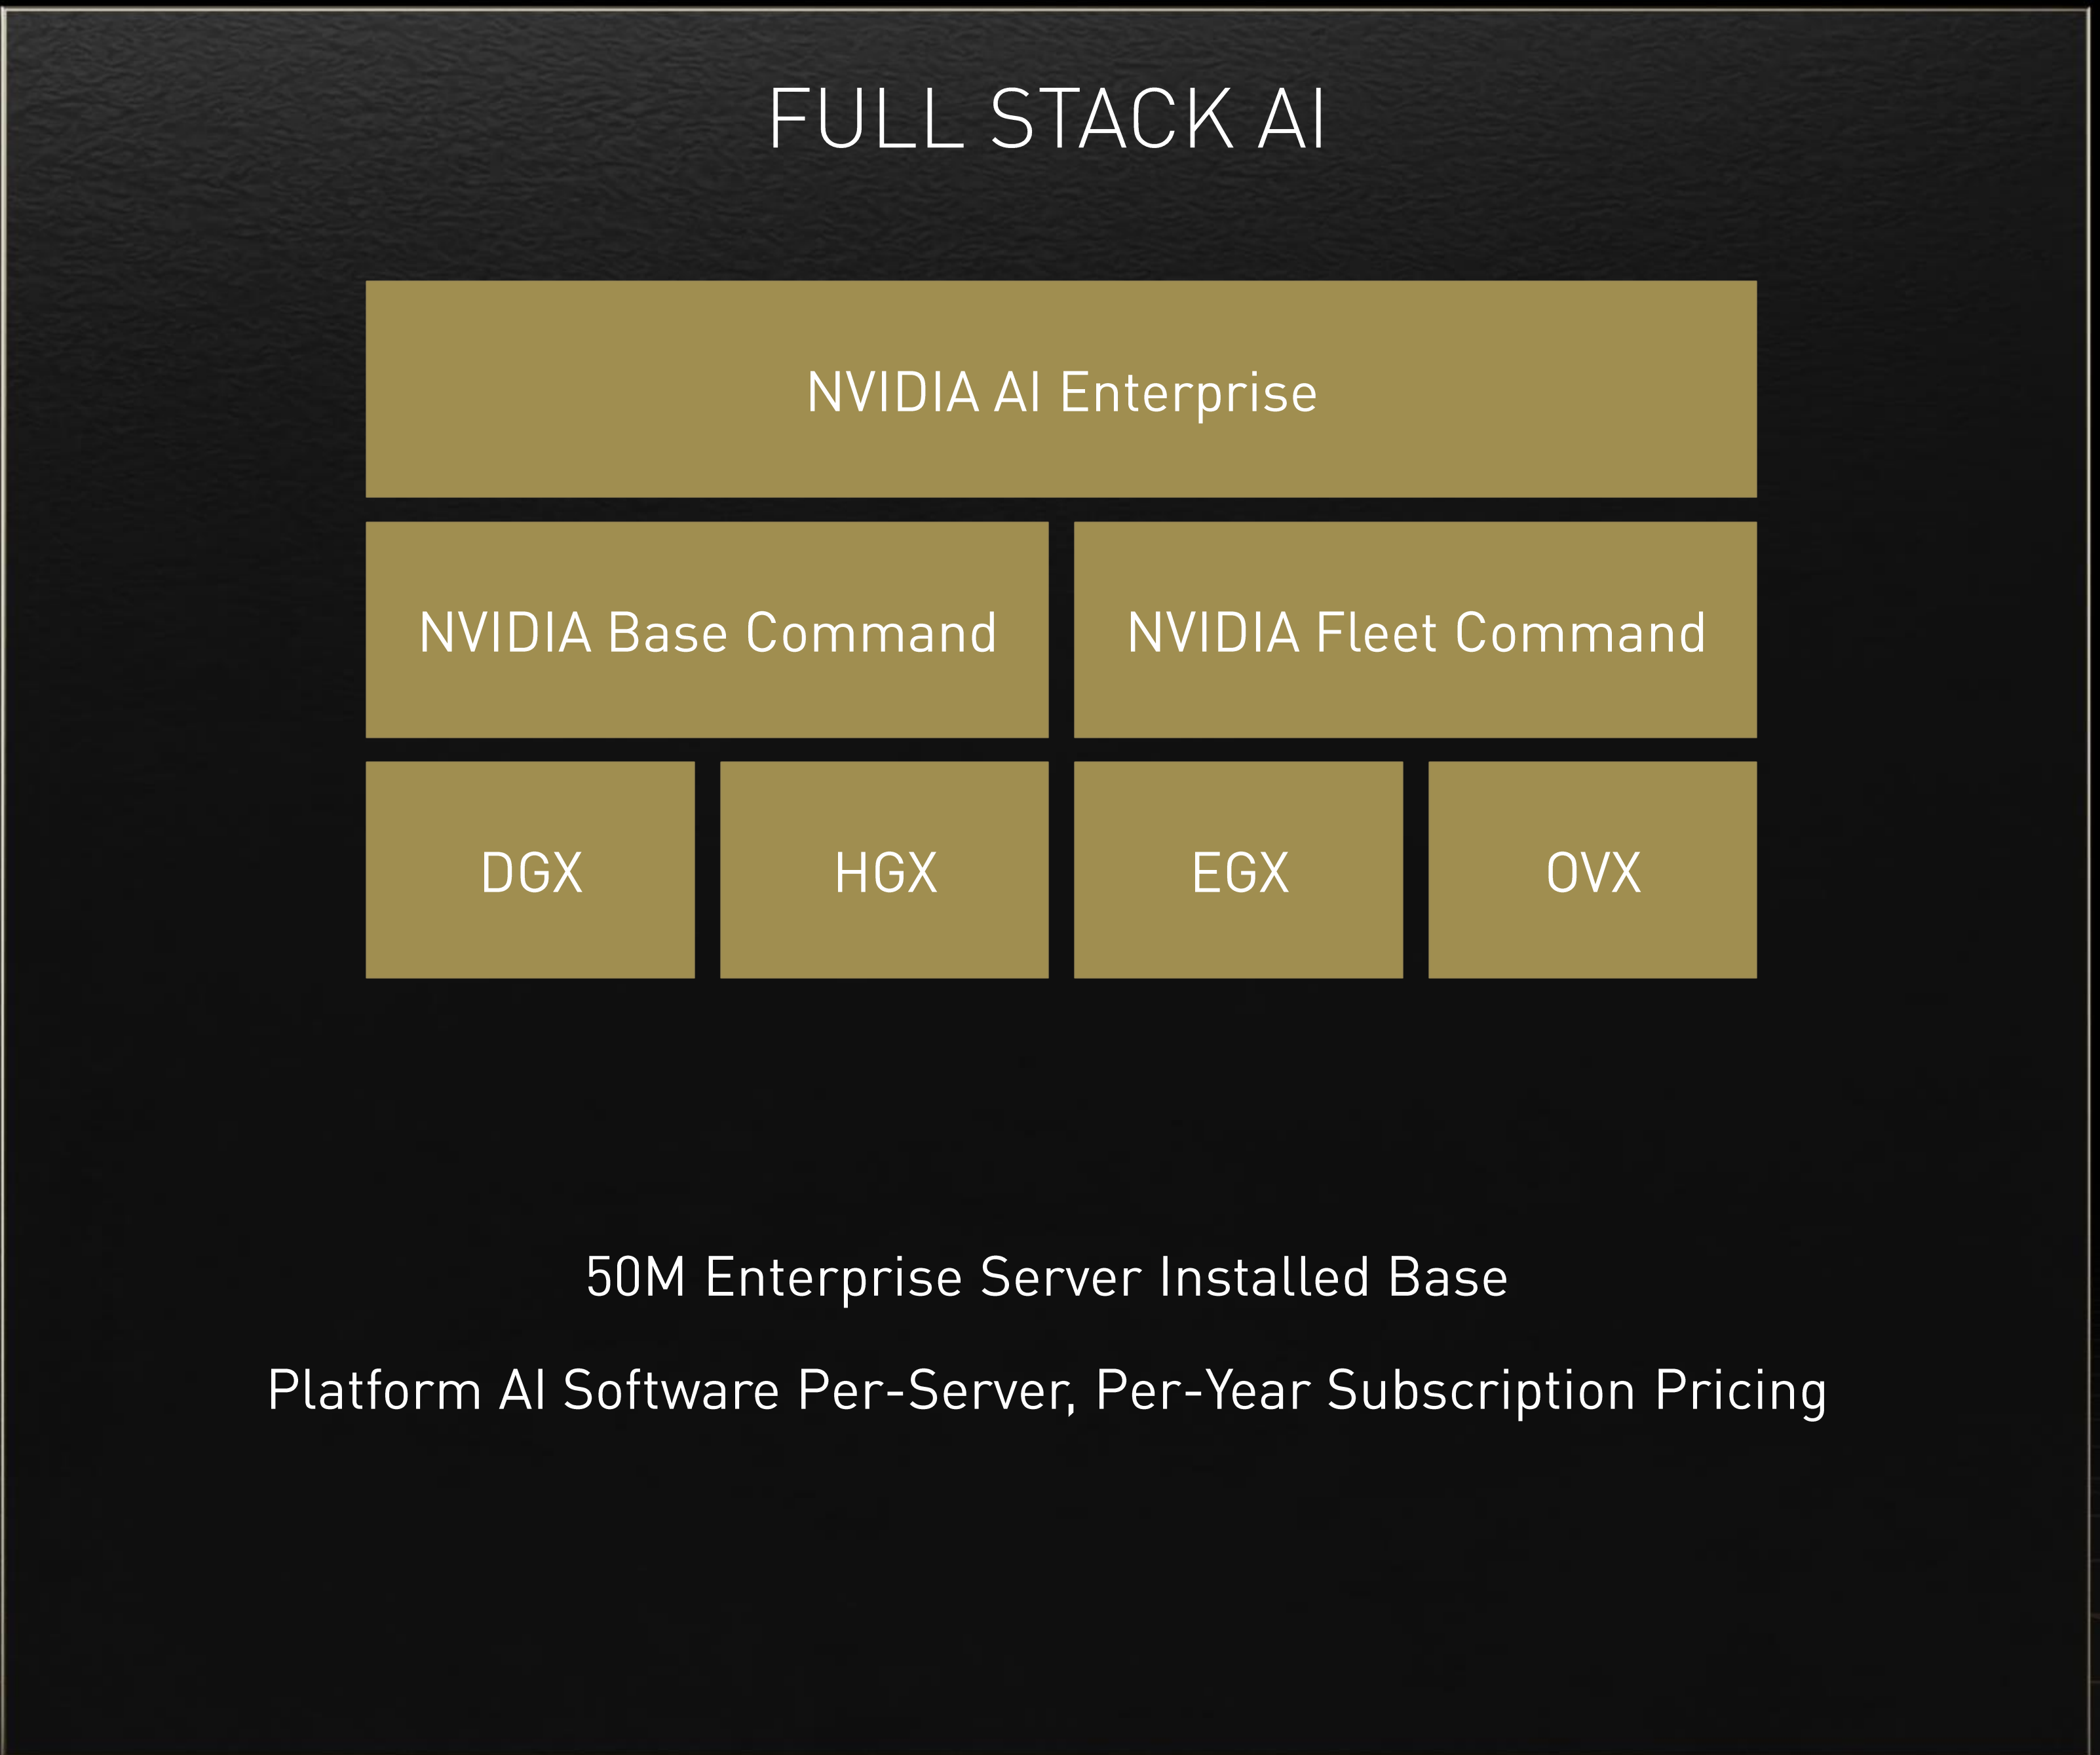 FULL STACK AI
NVIDIA AI Enterprise
NVIDIA Base Command
NVIDIA Fleet Command
DGX
HGX
EGX
OVX
50M Enterprise Server Installed Base
Platform AI Software Per-Server, Per-Year Subscription Pricing